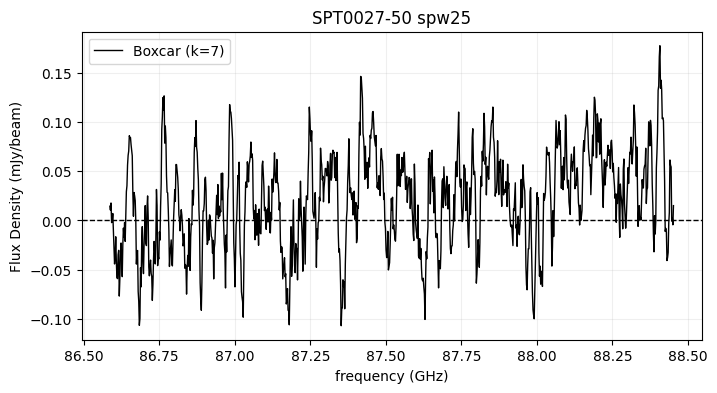 SPT0027-50 spw25
Boxcar (k=7)
Flux Density (mJy/beam)
0.15
0.10
0.05
0.00
−0.05
−0.10
86.50 86.75 87.00 87.25 87.50 87.75 88.00 88.25 88.50
frequency (GHz)